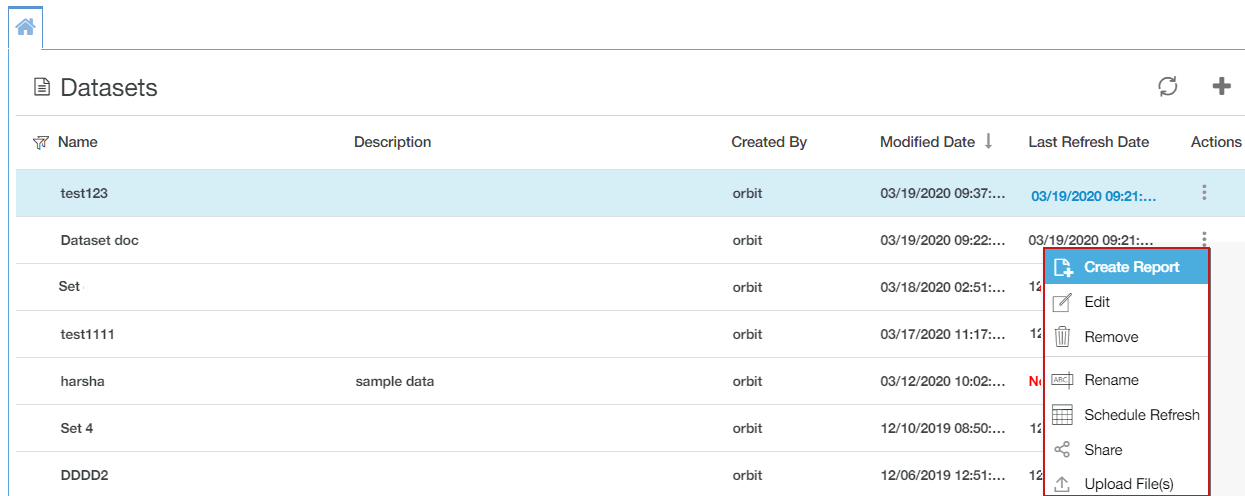 Datasets
Name Description Created By Modified Date Last Refresh Date Actions
test123 orbit 03/19/2020 09:37:... 03/19/2020 09:21:...
Dataset doc orbit 03/19/2020 09:22:... 03/19/2020 09:21:...
Create Report
Set orbit 03/18/2020 02:51:... 12
Edit
test1111 orbit 03/17/2020 11:17:... 12
Remove
harsha sample data orbit 03/12/2020 10:02:... No
ABC Rename
Schedule Refresh
Set 4 orbit 12/10/2019 08:50:... 12
Share
DDDD2 orbit 12/06/2019 12:51:... 12
Upload File(s)